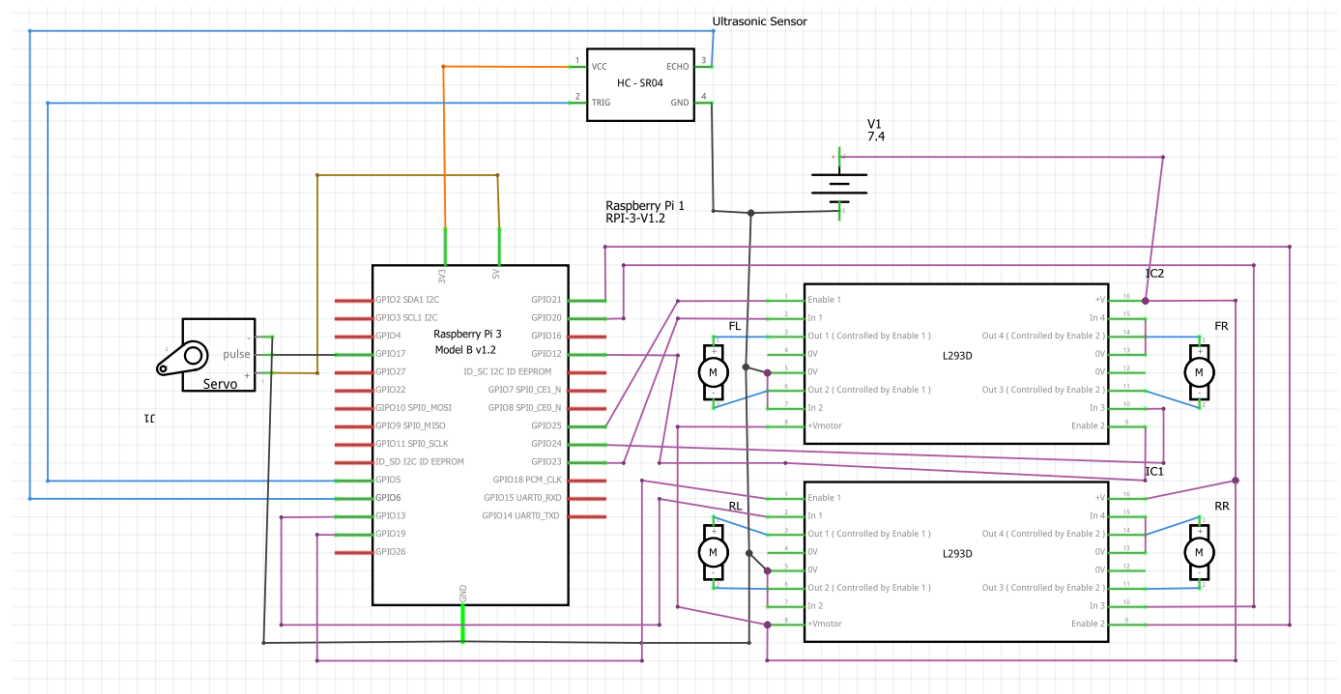 Ultrasonic Sensor
1 VCC ECHO 3
HC - SR04
2 TRIG GND 4
V1
7.4
Raspberry Pi 1
RPI-3-V1.2
3V3 5V
GPIO2 SDA1 I2C GPIO21
GPIO3 SCL1 I2C GPIO20
GPIO4 GPIO16
Raspberry Pi 3
Model B v1.2
GPIO17 GPIO12
GPIO27 ID_SC I2C ID EEPROM
GPIO22 GPIO7 SPI0_CE1_N
GIPO10 SPI0_MOSI GPIO8 SPI0_CE0_N
GPIO9 SPI0_MISO GPIO25
GPIO11 SPI0_SCLK GPIO24
ID_SD I2C ID EEPROM GPIO23
GPIO5 GPIO18 PCM_CLK
GPIO6 GPIO15 UART0_RXD
GPIO13 GPIO14 UART0_TXD
GPIO19
GPIO26
GND
-
pulse
+
Servo
J1
IC2
1 Enable 1 +V 16
2 In 1 In 4 15
3 Out 1 ( Controlled by Enable 1 ) Out 4 ( Controlled by Enable 2 ) 14
4 0V 0V 13
L293D
5 0V 0V 12
6 Out 2 ( Controlled by Enable 1 ) Out 3 ( Controlled by Enable 2 ) 11
7 In 2 In 3 10
8 +Vmotor Enable 2 9
FL
M
FR
M
IC1
1 Enable 1 +V 16
2 In 1 In 4 15
3 Out 1 ( Controlled by Enable 1 ) Out 4 ( Controlled by Enable 2 ) 14
4 0V 0V 13
L293D
5 0V 0V 12
6 Out 2 ( Controlled by Enable 1 ) Out 3 ( Controlled by Enable 2 ) 11
7 In 2 In 3 10
8 +Vmotor Enable 2 9
RL
M
RR
M